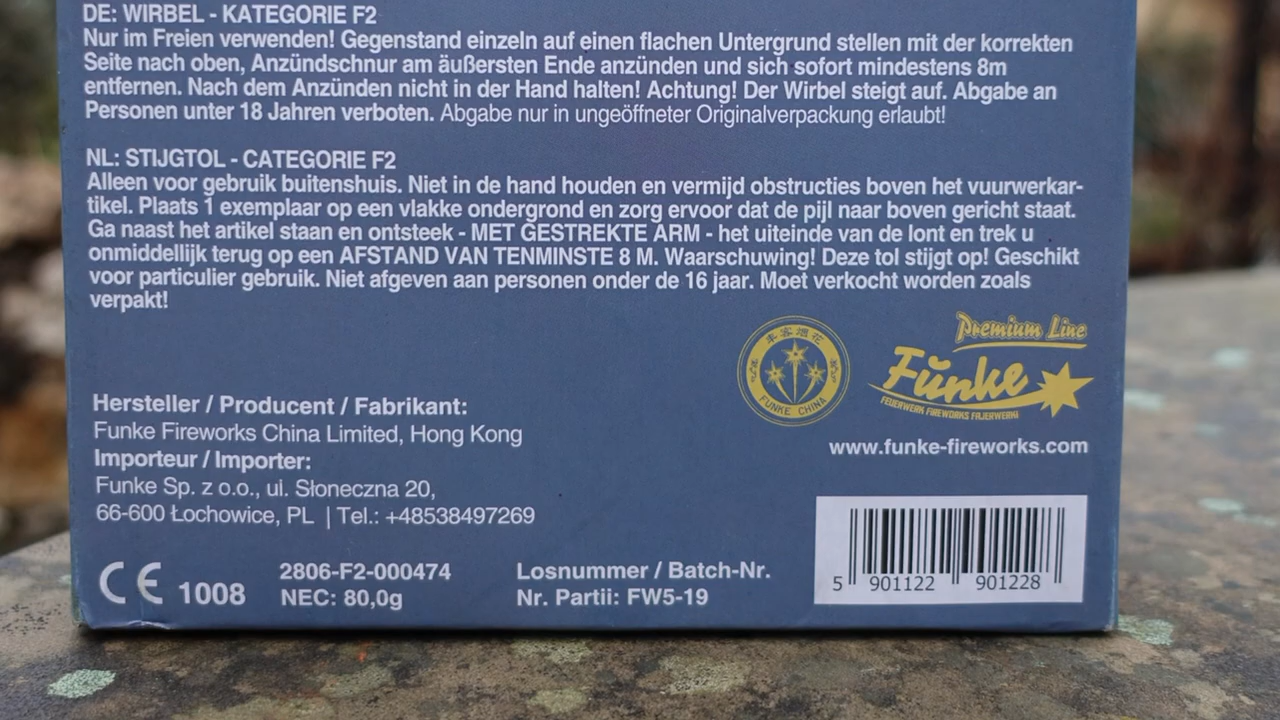 DE: WIRBEL - KATEGORIE F2
Nur im Freien verwenden! Gegenstand einzeln auf einen flachen Untergrund stellen mit der korrekten
Seite nach oben, Anzündschnur am äußersten Ende anzünden und sich sofort mindestens 8m
entfernen. Nach dem Anzünden nicht in der Hand halten! Achtung! Der Wirbel steigt auf. Abgabe an
Personen unter 18 Jahren verboten. Abgabe nur in ungeöffneter Originalverpackung erlaubt!
NL: STIJGTOL - CATEGORIE F2
Alleen voor gebruik buitenshuis. Niet in de hand houden en vermijd obstructies boven het vuurwerkar-
tikel. Plaats 1 exemplaar op een vlakke ondergrond en zorg ervoor dat de pijl naar boven gericht staat.
Ga naast het artikel staan en ontsteek - MET GESTREKTE ARM - het uiteinde van de lont en trek u
onmiddellijk terug op een AFSTAND VAN TENMINSTE 8 M. Waarschuwing! Deze tol stijgt op! Geschikt
voor particulier gebruik. Niet afgeven aan personen onder de 16 jaar. Moet verkocht worden zoals
verpakt!
Premium Line
Funke
FEUERWERK FIREWORKS FAJERWERKI
FUNKE CHINA
www.funke-fireworks.com
Hersteller / Producent / Fabrikant:
Funke Fireworks China Limited, Hong Kong
Importeur / Importer:
Funke Sp. z o.o., ul. Słoneczna 20,
66-600 Łochowice, PL | Tel.: +48538497269
CE 1008
2806-F2-000474
NEC: 80,0g
Losnummer / Batch-Nr.
Nr. Partii: FW5-19
5 901122 901228